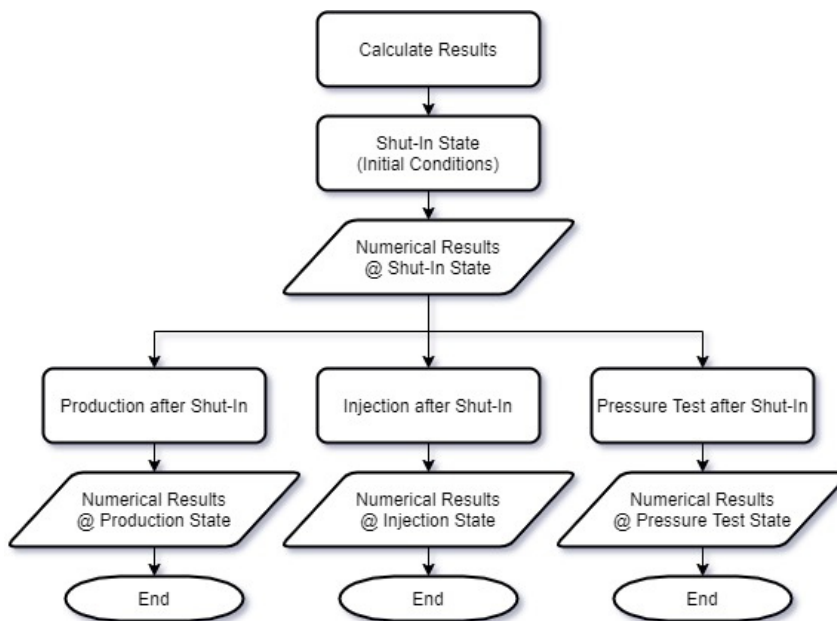 Calculate Results
Shut-In State
(Initial Conditions)
Numerical Results
@ Shut-In State
Production after Shut-In
Injection after Shut-In
Pressure Test after Shut-In
Numerical Results
@ Production State
Numerical Results
@ Injection State
Numerical Results
@ Pressure Test State
End
End
End